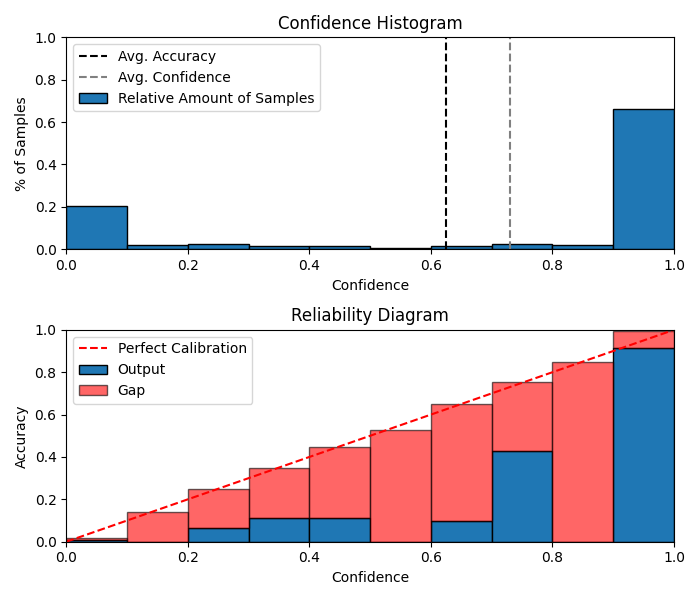 Confidence Histogram
1.0
0.8
0.6
0.4
0.2
0.0
% of Samples
Avg. Accuracy
Avg. Confidence
Relative Amount of Samples
0.0 0.2 0.4 0.6 0.8 1.0
Confidence
Reliability Diagram
1.0
0.8
0.6
0.4
0.2
0.0
Accuracy
Perfect Calibration
Output
Gap
0.0 0.2 0.4 0.6 0.8 1.0
Confidence